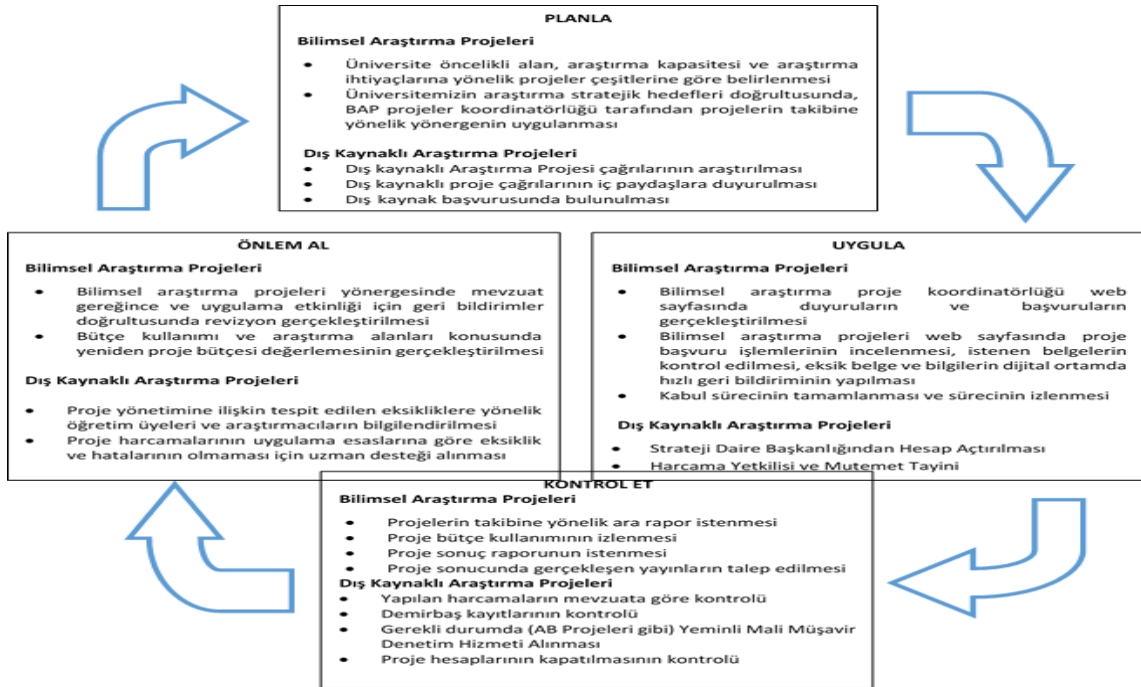 PLANLA
Bilimsel Araştırma Projeleri
• Üniversite öncelikli alan, araştırma kapasitesi ve araştırma
ihtiyaçlarına yönelik projeler çeşitlerine göre belirlenmesi
• Üniversitemizin araştırma stratejik hedefleri doğrultusunda,
BAP projeler koordinatörlüğü tarafından projelerin takibine
yönelik yönergenin uygulanması
Dış Kaynaklı Araştırma Projeleri
• Dış kaynaklı Araştırma Projesi çağrılarının araştırılması
• Dış kaynaklı proje çağrılarının iç paydaşlara duyurulması
• Dış kaynak başvurusunda bulunulması
UYGULA
Bilimsel Araştırma Projeleri
• Bilimsel araştırma proje koordinatörlüğü web
sayfasında duyuruların ve başvuruların
gerçekleştirilmesi
• Bilimsel araştırma projeleri web sayfasında proje
başvuru işlemlerinin incelenmesi, istenen belgelerin
kontrol edilmesi, eksik belge ve bilgilerin dijital ortamda
hızlı geri bildiriminin yapılması
• Kabul sürecinin tamamlanması ve sürecinin izlenmesi
Dış Kaynaklı Araştırma Projeleri
• Strateji Daire Başkanlığından Hesap Açtırılması
• Harcama Yetkilisi ve Mutemet Tayini
KONTROL ET
Bilimsel Araştırma Projeleri
• Projelerin takibine yönelik ara rapor istenmesi
• Proje bütçe kullanımının izlenmesi
• Proje sonuç raporunun istenmesi
• Proje sonucunda gerçekleşen yayınların talep edilmesi
Dış Kaynaklı Araştırma Projeleri
• Yapılan harcamaların mevzuata göre kontrolü
• Demirbaş kayıtlarının kontrolü
• Gerekli durumda (AB Projeleri gibi) Yeminli Mali Müşavir
Denetim Hizmeti Alınması
• Proje hesaplarının kapatılmasının kontrolü
ÖNLEM AL
Bilimsel Araştırma Projeleri
• Bilimsel araştırma projeleri yönergesinde mevzuat
gereğince ve uygulama etkinliği için geri bildirimler
doğrultusunda revizyon gerçekleştirilmesi
• Bütçe kullanımı ve araştırma alanları konusunda
yeniden proje bütçesi değerlemesinin gerçekleştirilmesi
Dış Kaynaklı Araştırma Projeleri
• Proje yönetimine ilişkin tespit edilen eksikliklere yönelik
öğretim üyeleri ve araştırmacıların bilgilendirilmesi
• Proje harcamalarının uygulama esaslarına göre eksiklik
ve hatalarının olmaması için uzman desteği alınması